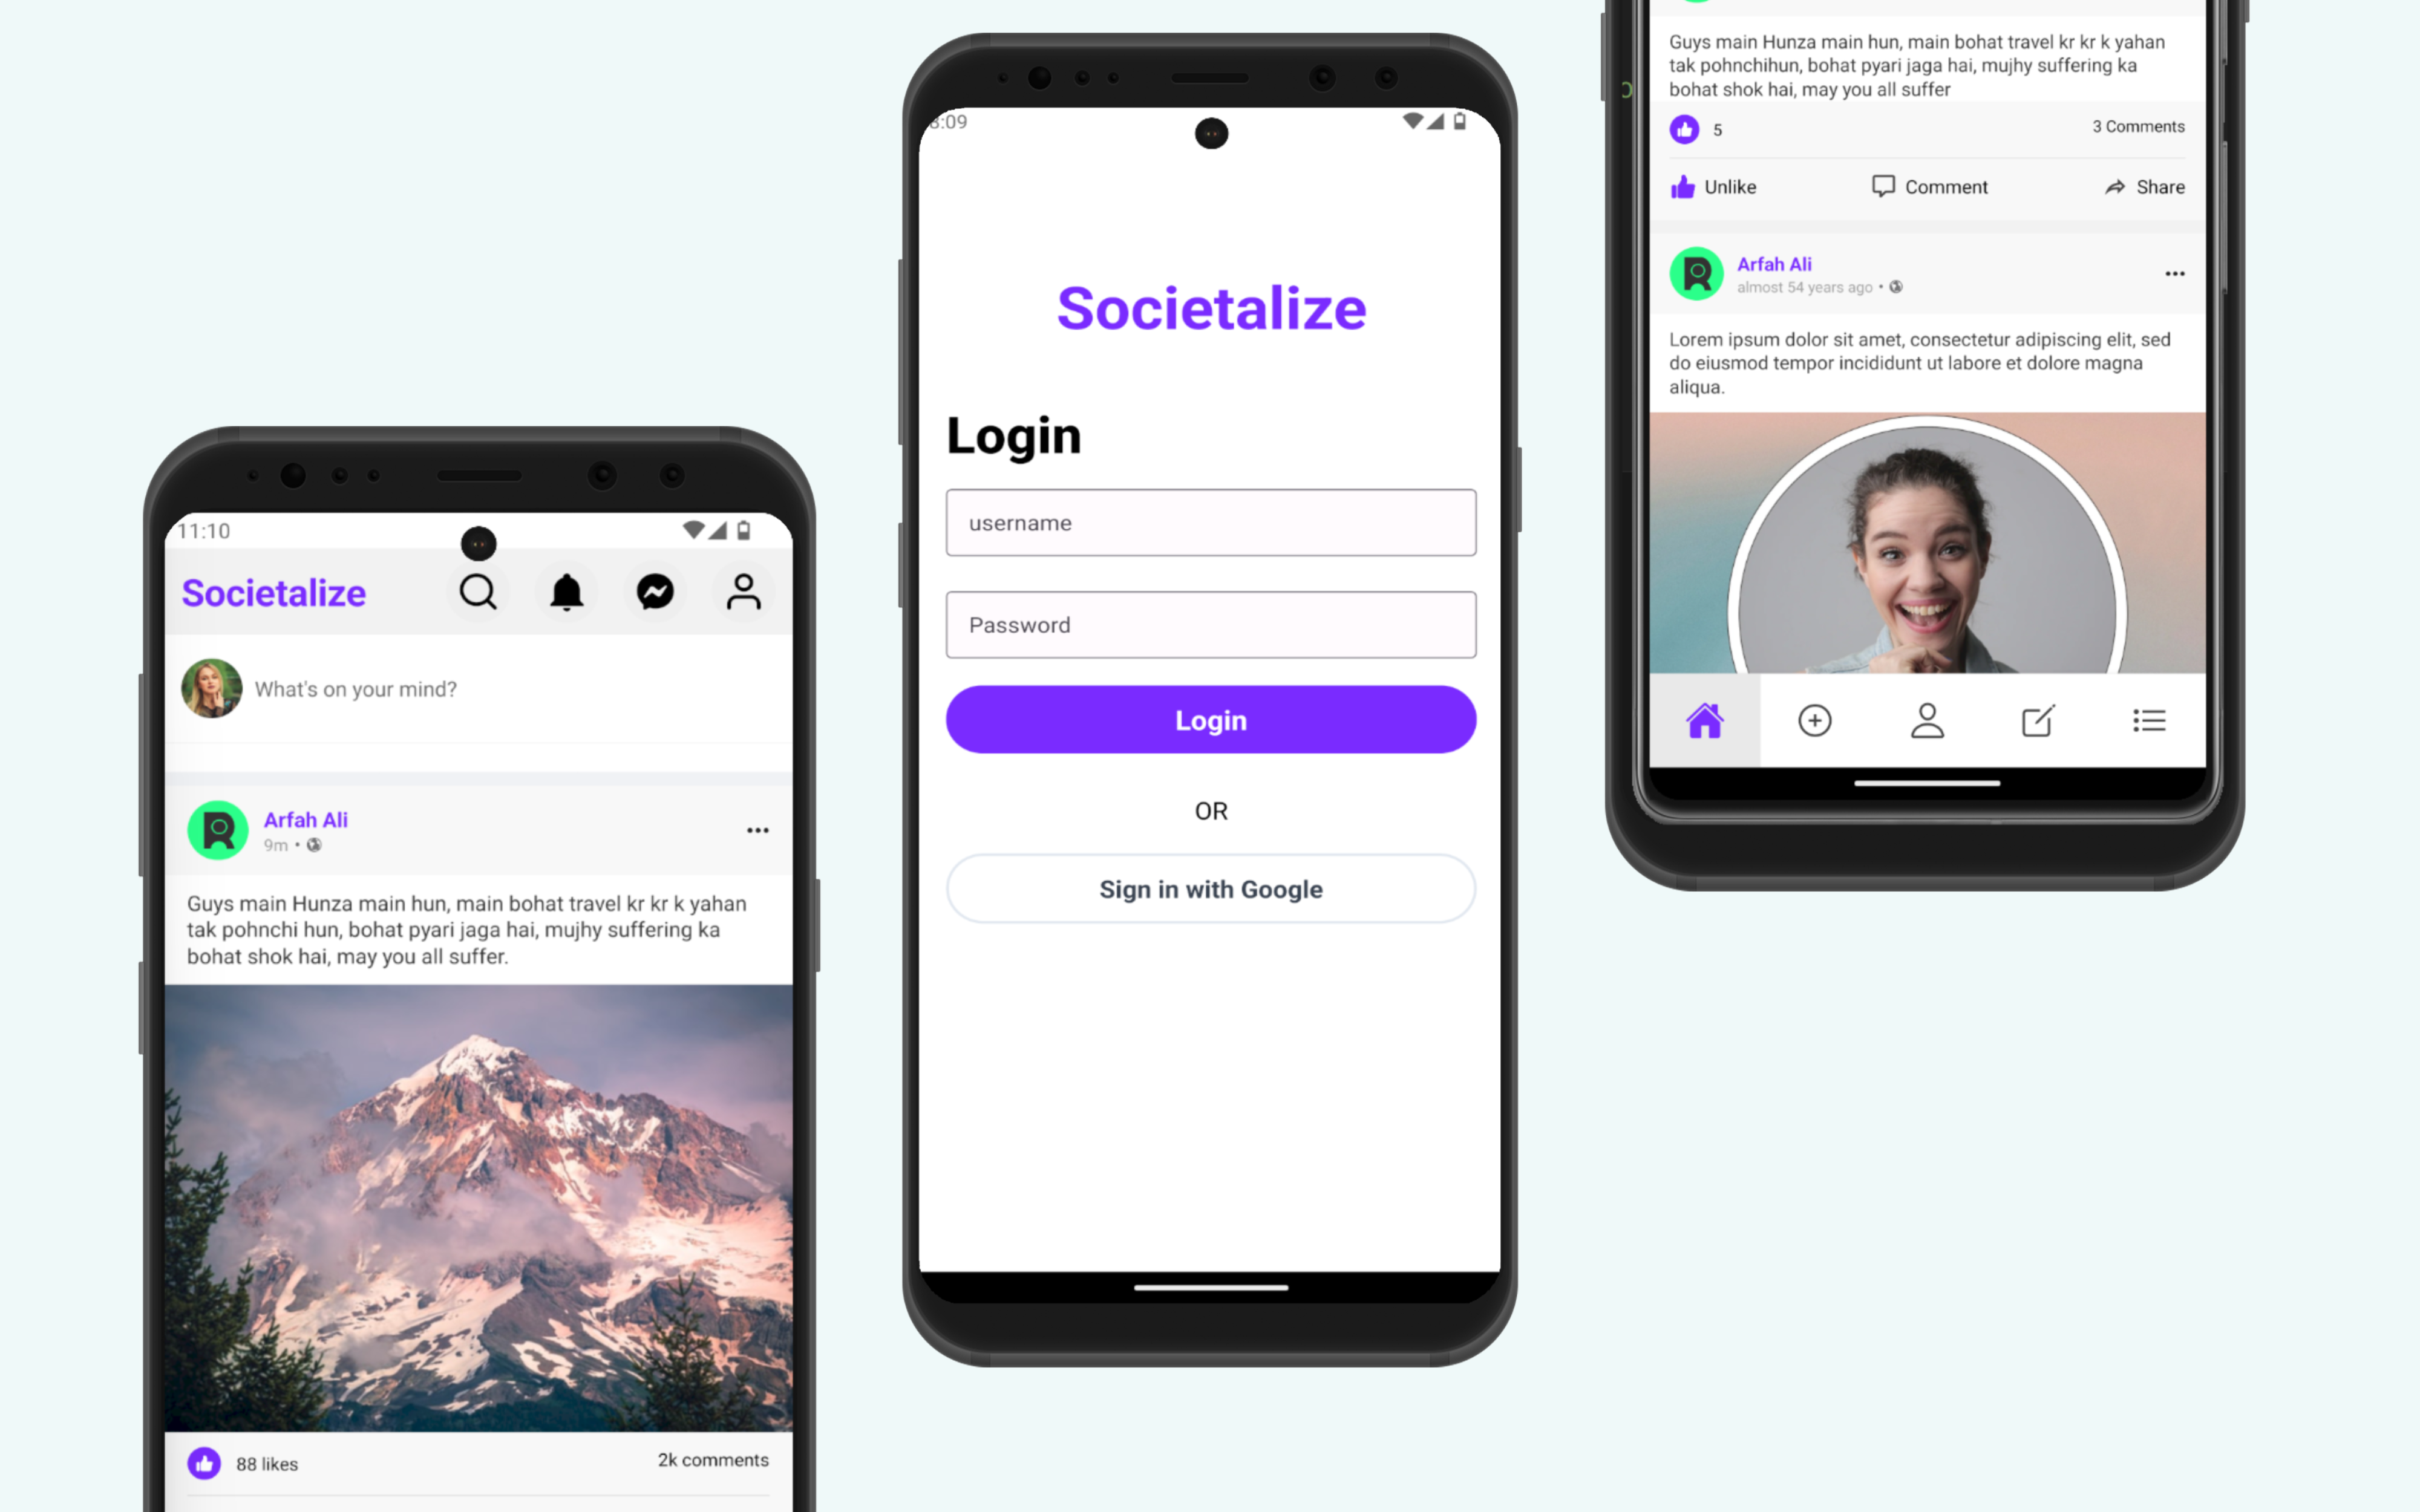 11:10
Societalize
What's on your mind?
Arfah Ali
9m •
Guys main Hunza main hun, main bohat travel kr kr k yahan
tak pohnchi hun, bohat pyari jaga hai, mujhy suffering ka
bohat shok hai, may you all suffer.
88 likes
2k comments
:09
Societalize
Login
username
Password
Login
OR
Sign in with Google
Guys main Hunza main hun, main bohat travel kr kr k yahan
tak pohnchihun, bohat pyari jaga hai, mujhy suffering ka
bohat shok hai, may you all suffer
5
3 Comments
Unlike
Comment
Share
Arfah Ali
almost 54 years ago •
Lorem ipsum dolor sit amet, consectetur adipiscing elit, sed
do eiusmod tempor incididunt ut labore et dolore magna
aliqua.